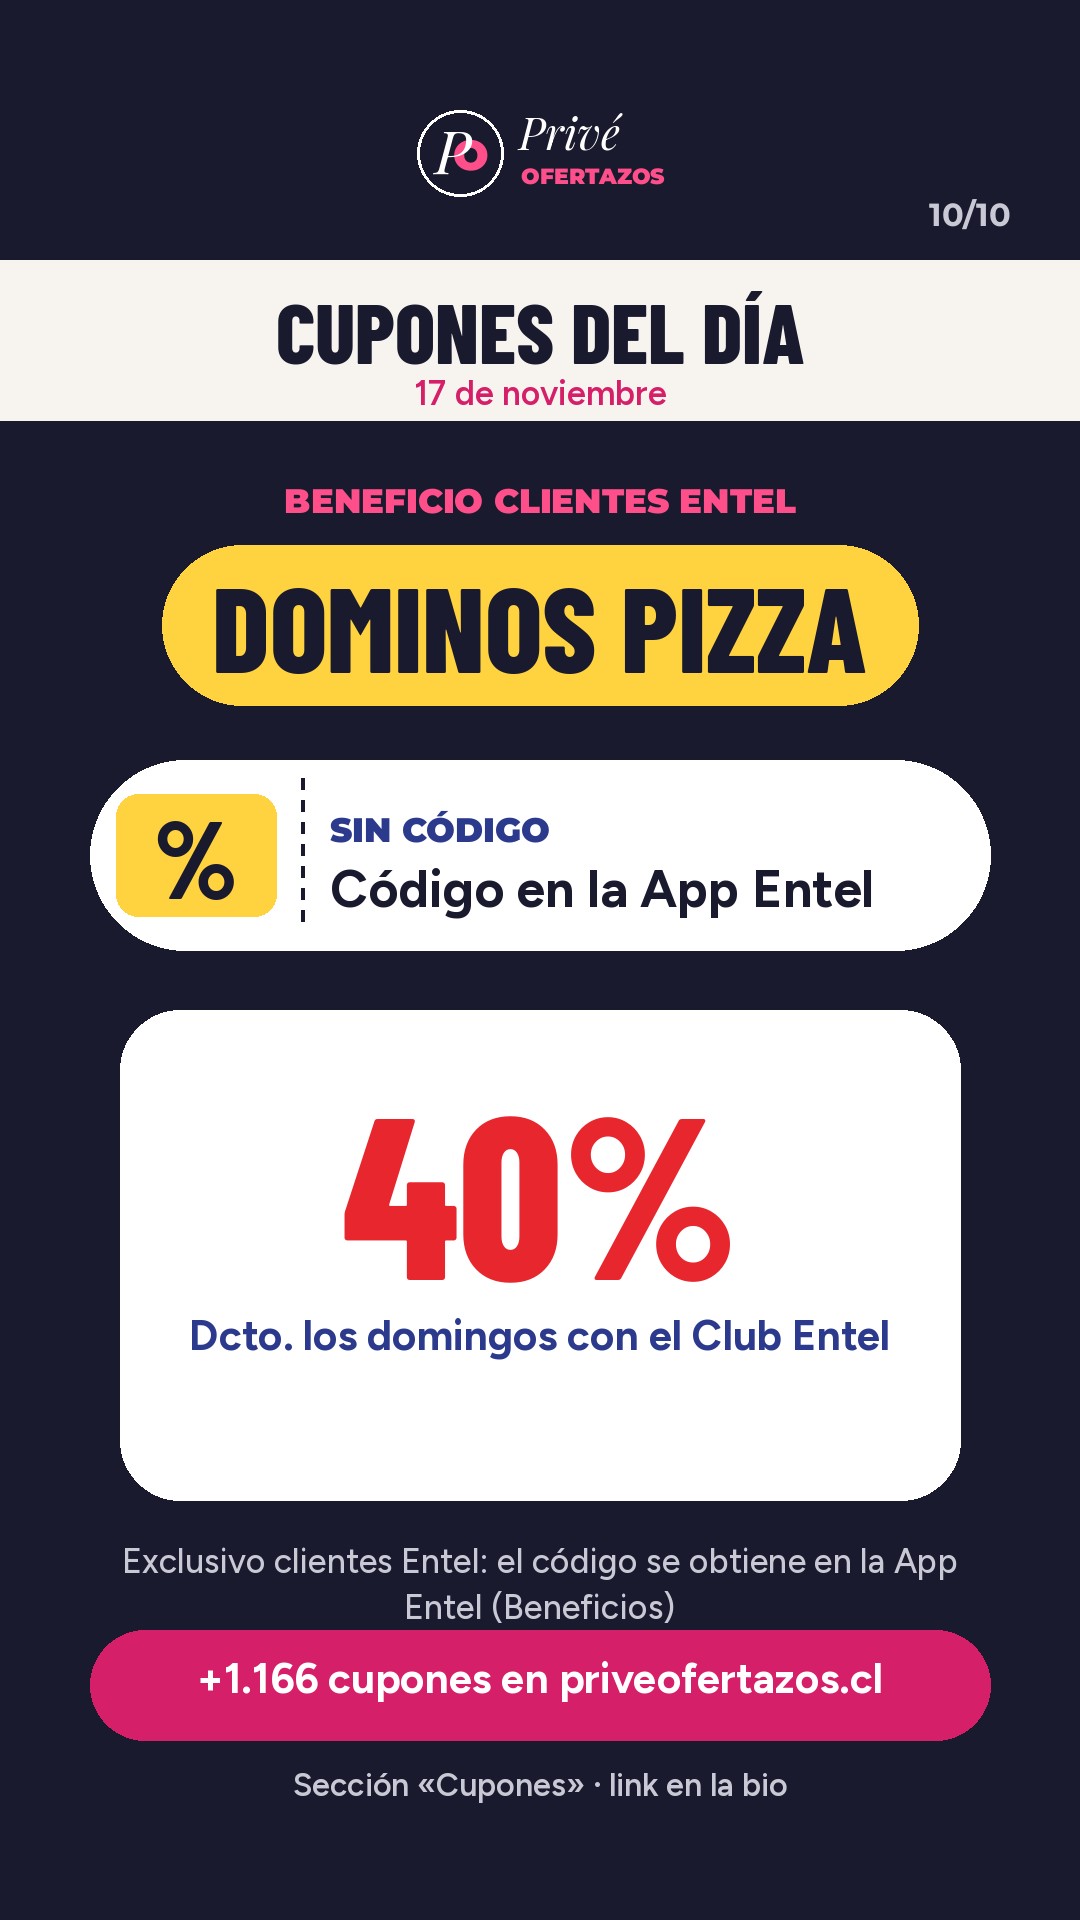 Po
Privé
OFERTAZOS
10/10
CUPONES DEL DÍA
17 de noviembre
BENEFICIO CLIENTES ENTEL
DOMINOS PIZZA
%
SIN CÓDIGO
Código en la App Entel
40%
Dcto. los domingos con el Club Entel
Exclusivo clientes Entel: el código se obtiene en la App
Entel (Beneficios)
+1.166 cupones en priveofertazos.cl
Sección «Cupones» · link en la bio